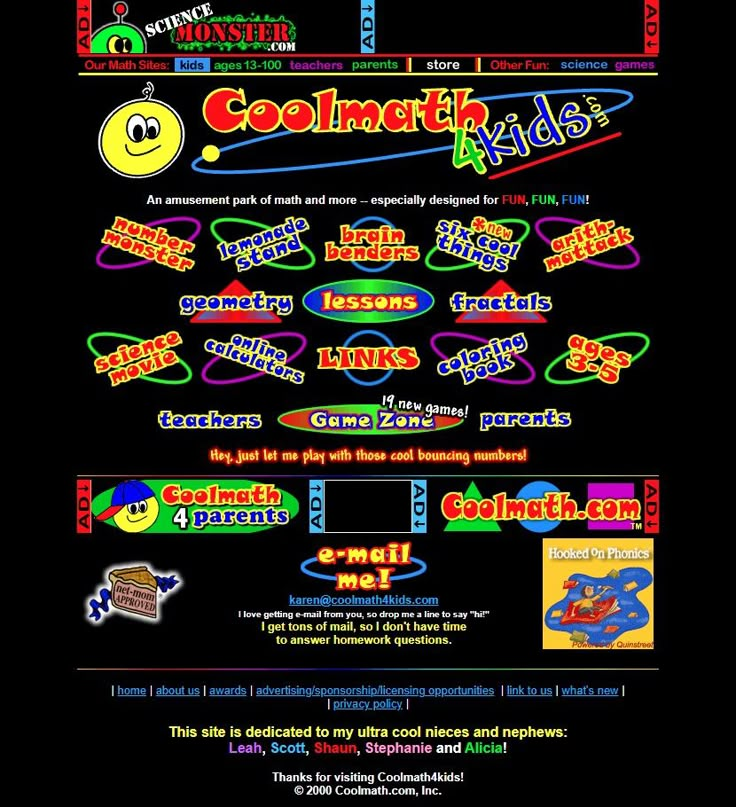 AD↓ SCIENCE MONSTER.COM AD↓ AD↓
Our Math Sites: kids ages 13-100 teachers parents | store | Other Fun: science games
Coolmath
4kids.com
An amusement park of math and more -- especially designed for FUN, FUN, FUN!
number monster lemonade stand brain benders six cool things *new arith-mattack
geometry lessons fractals
science movie online calculators LINKS coloring book ages 3-5
19 new games!
teachers Game Zone parents
Hey, just let me play with those cool bouncing numbers!
AD↓ Coolmath 4 parents AD↓ AD↓ Coolmath.com TM AD↓
net-mom APPROVED
e-mail me!
karen@coolmath4kids.com
I love getting e-mail from you, so drop me a line to say "hi!"
I get tons of mail, so I don't have time
to answer homework questions.
Hooked On Phonics
Powered by Quinstreet
| home | about us | awards | advertising/sponsorship/licensing opportunities | link to us | what's new |
| privacy policy |
This site is dedicated to my ultra cool nieces and nephews:
Leah, Scott, Shaun, Stephanie and Alicia!
Thanks for visiting Coolmath4kids!
© 2000 Coolmath.com, Inc.